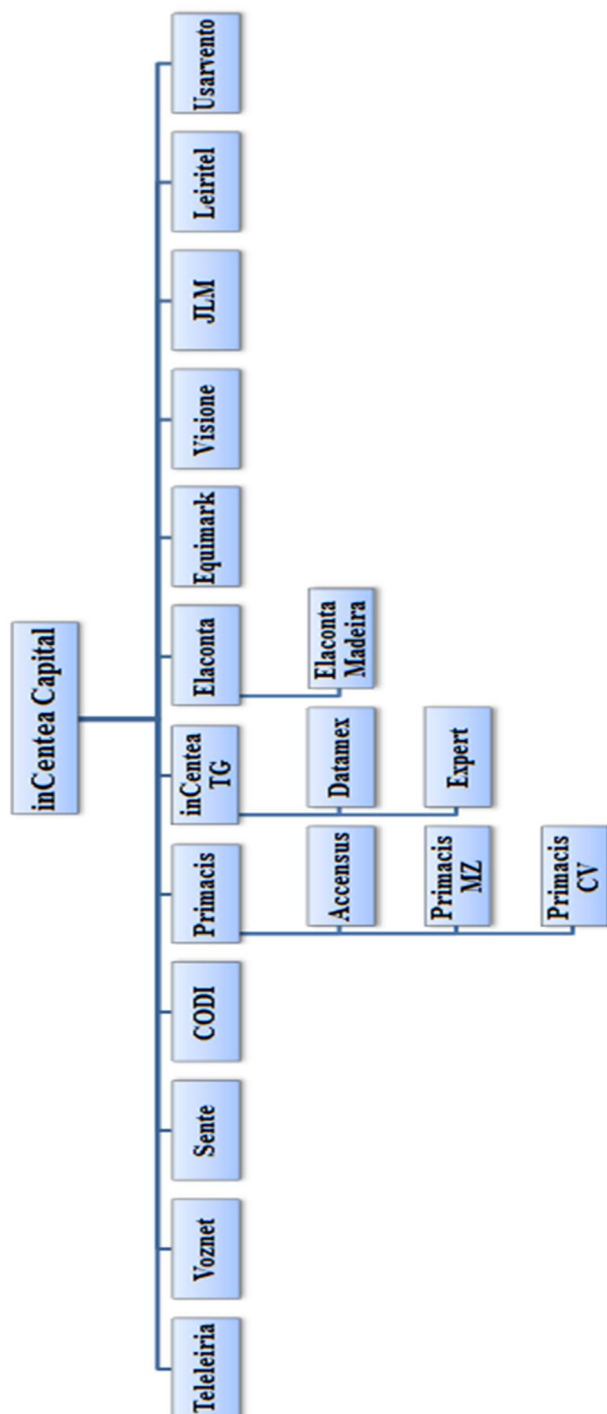 inCentea Capital
Teleleiria
Voznet
Sente
CODI
Primacis
inCentea
TG
Elaconta
Equimark
Visione
JLM
Leiritel
Usarvento
Accensus
Datamex
Elaconta
Madeira
Primacis
MZ
Expert
Primacis
CV